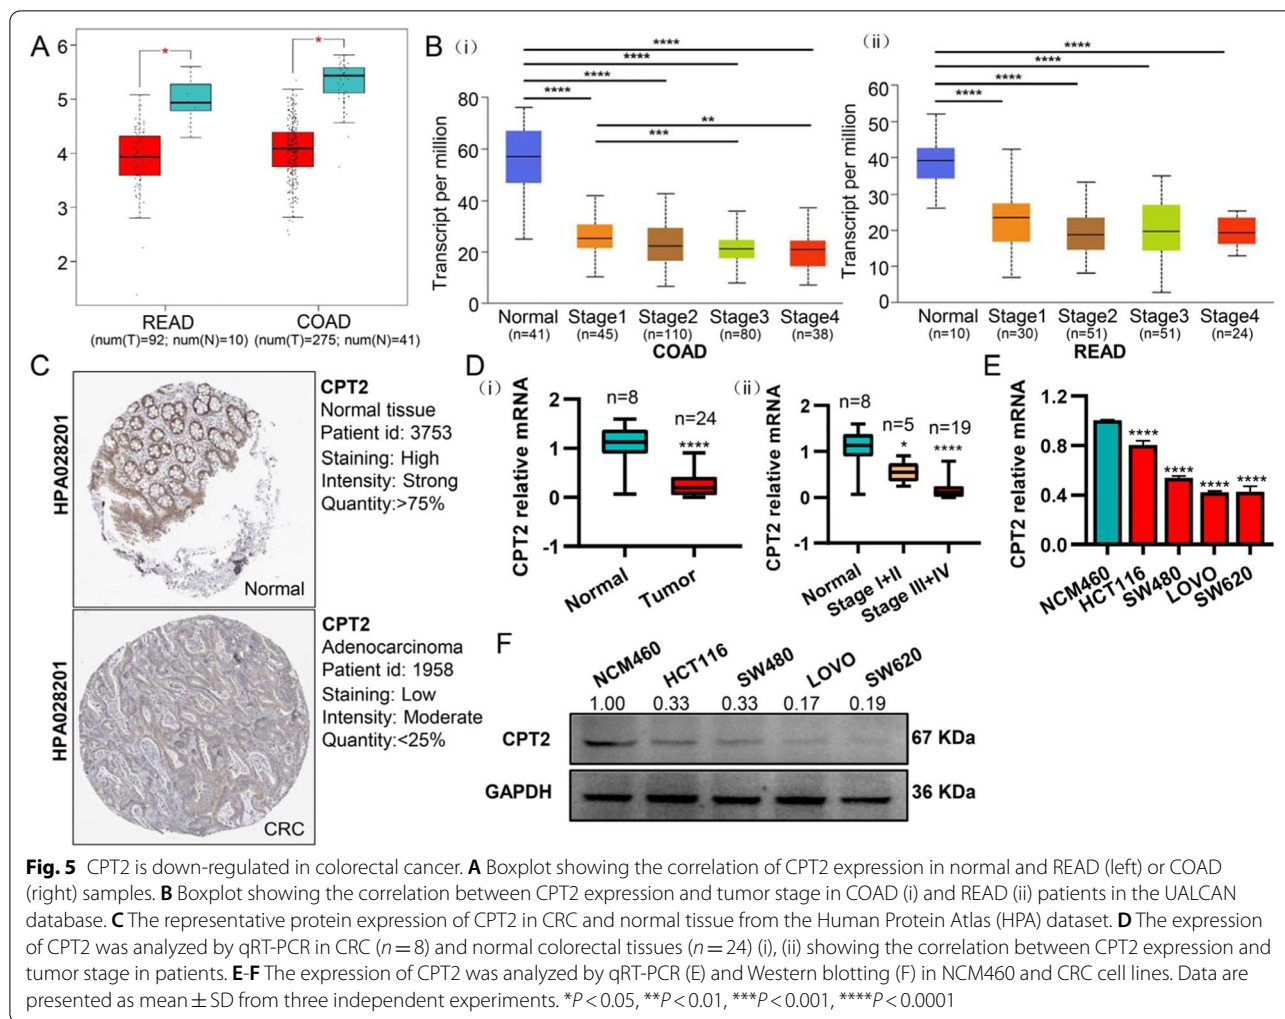 A
6
5
4
3
2
*
*
READ
(num(T)=92; num(N)=10)
COAD
(num(T)=275; num(N)=41)
B
(i)
Transcript per million
80
60
40
20
0
****
****
****
****
**
***
Normal
(n=41)
Stage1
(n=45)
Stage2
(n=110)
Stage3
(n=80)
Stage4
(n=38)
COAD
(ii)
Transcript per million
60
50
40
30
20
10
0
****
****
****
****
Normal
(n=10)
Stage1
(n=30)
Stage2
(n=51)
Stage3
(n=51)
Stage4
(n=24)
READ
C
HPA028201
Normal
CPT2
Normal tissue
Patient id: 3753
Staining: High
Intensity: Strong
Quantity:>75%
HPA028201
CRC
CPT2
Adenocarcinoma
Patient id: 1958
Staining: Low
Intensity: Moderate
Quantity:<25%
D
(i)
CPT2 relative mRNA
2
1
0
-1
n=8
n=24
****
Normal
Tumor
(ii)
CPT2 relative mRNA
2
1
0
-1
n=8
n=5
*
n=19
****
Normal
Stage I+II
Stage III+IV
E
CPT2 relative mRNA
1.2
0.8
0.4
0.0
****
****
****
****
NCM460
HCT116
SW480
LOVO
SW620
F
NCM460
HCT116
SW480
LOVO
SW620
1.00 0.33 0.33 0.17 0.19
CPT2
67 KDa
GAPDH
36 KDa
Fig. 5 CPT2 is down-regulated in colorectal cancer. A Boxplot showing the correlation of CPT2 expression in normal and READ (left) or COAD
(right) samples. B Boxplot showing the correlation between CPT2 expression and tumor stage in COAD (i) and READ (ii) patients in the UALCAN
database. C The representative protein expression of CPT2 in CRC and normal tissue from the Human Protein Atlas (HPA) dataset. D The expression
of CPT2 was analyzed by qRT-PCR in CRC (n = 8) and normal colorectal tissues (n = 24) (i), (ii) showing the correlation between CPT2 expression and
tumor stage in patients. E-F The expression of CPT2 was analyzed by qRT-PCR (E) and Western blotting (F) in NCM460 and CRC cell lines. Data are
presented as mean ± SD from three independent experiments. *P < 0.05, **P < 0.01, ***P < 0.001, ****P < 0.0001